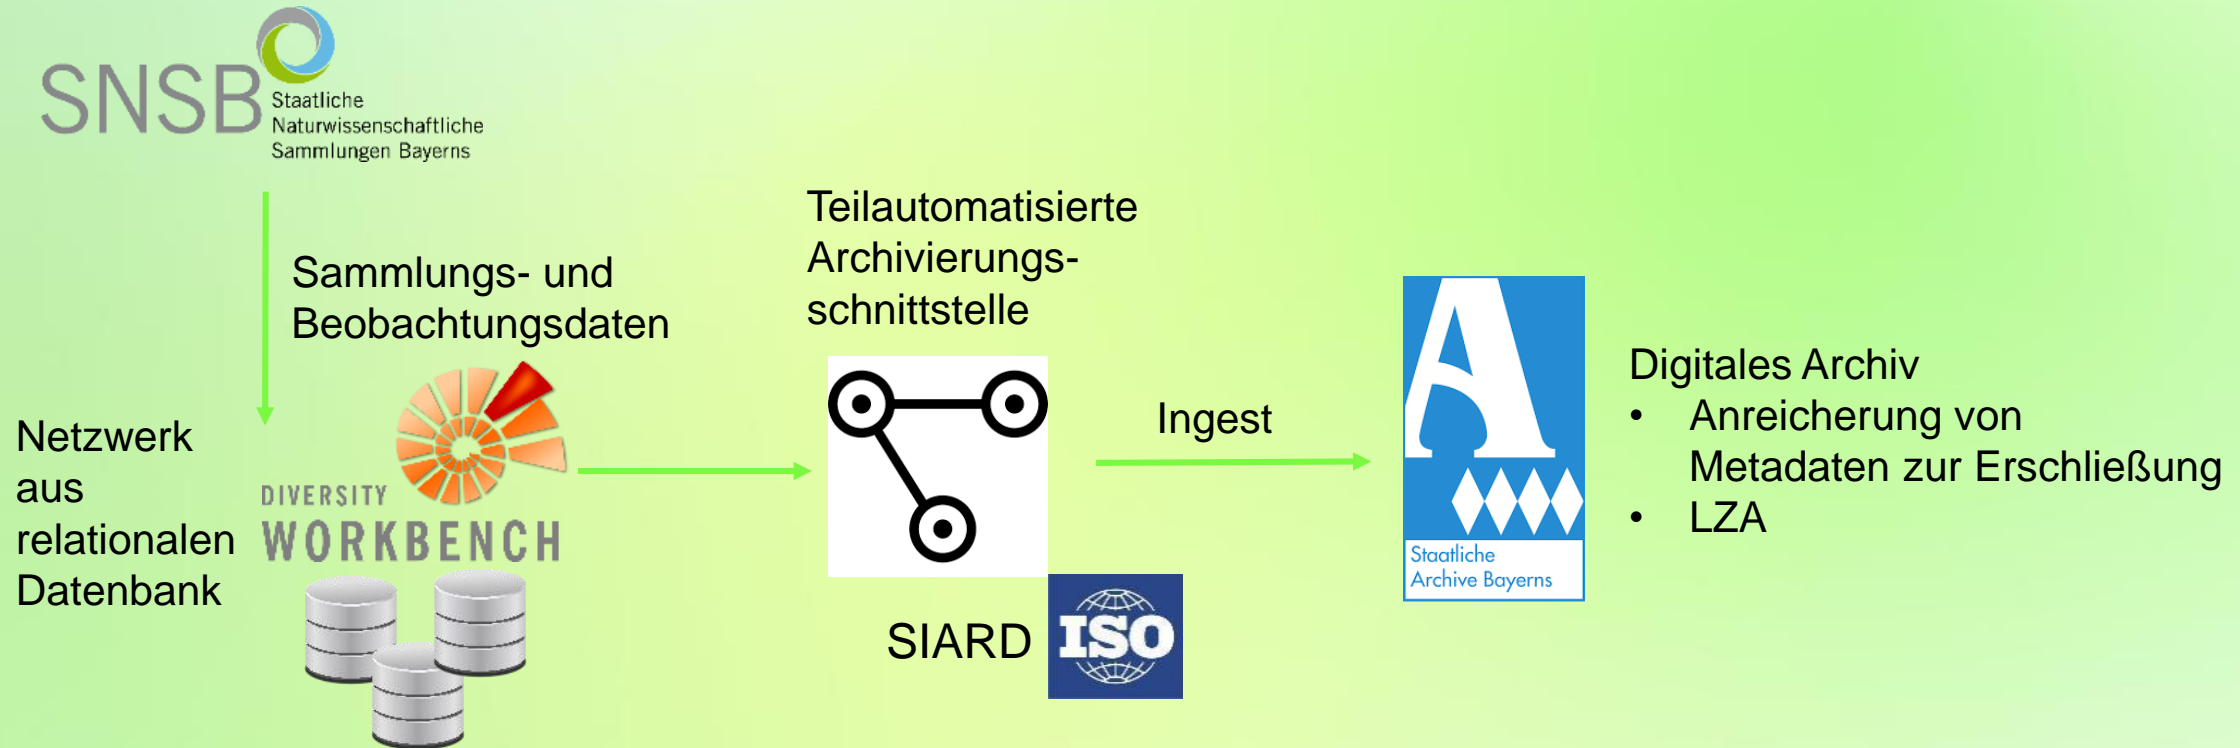 SNSB
Staatliche
Naturwissenschaftliche
Sammlungen Bayerns
Sammlungs- und
Beobachtungsdaten
Netzwerk
aus
relationalen
Datenbank
DIVERSITY
WORKBENCH
Teilautomatisierte
Archivierungs-
schnittstelle
SIARD
ISO
Ingest
A
Staatliche
Archive Bayerns
Digitales Archiv
• Anreicherung von
Metadaten zur Erschließung
• LZA